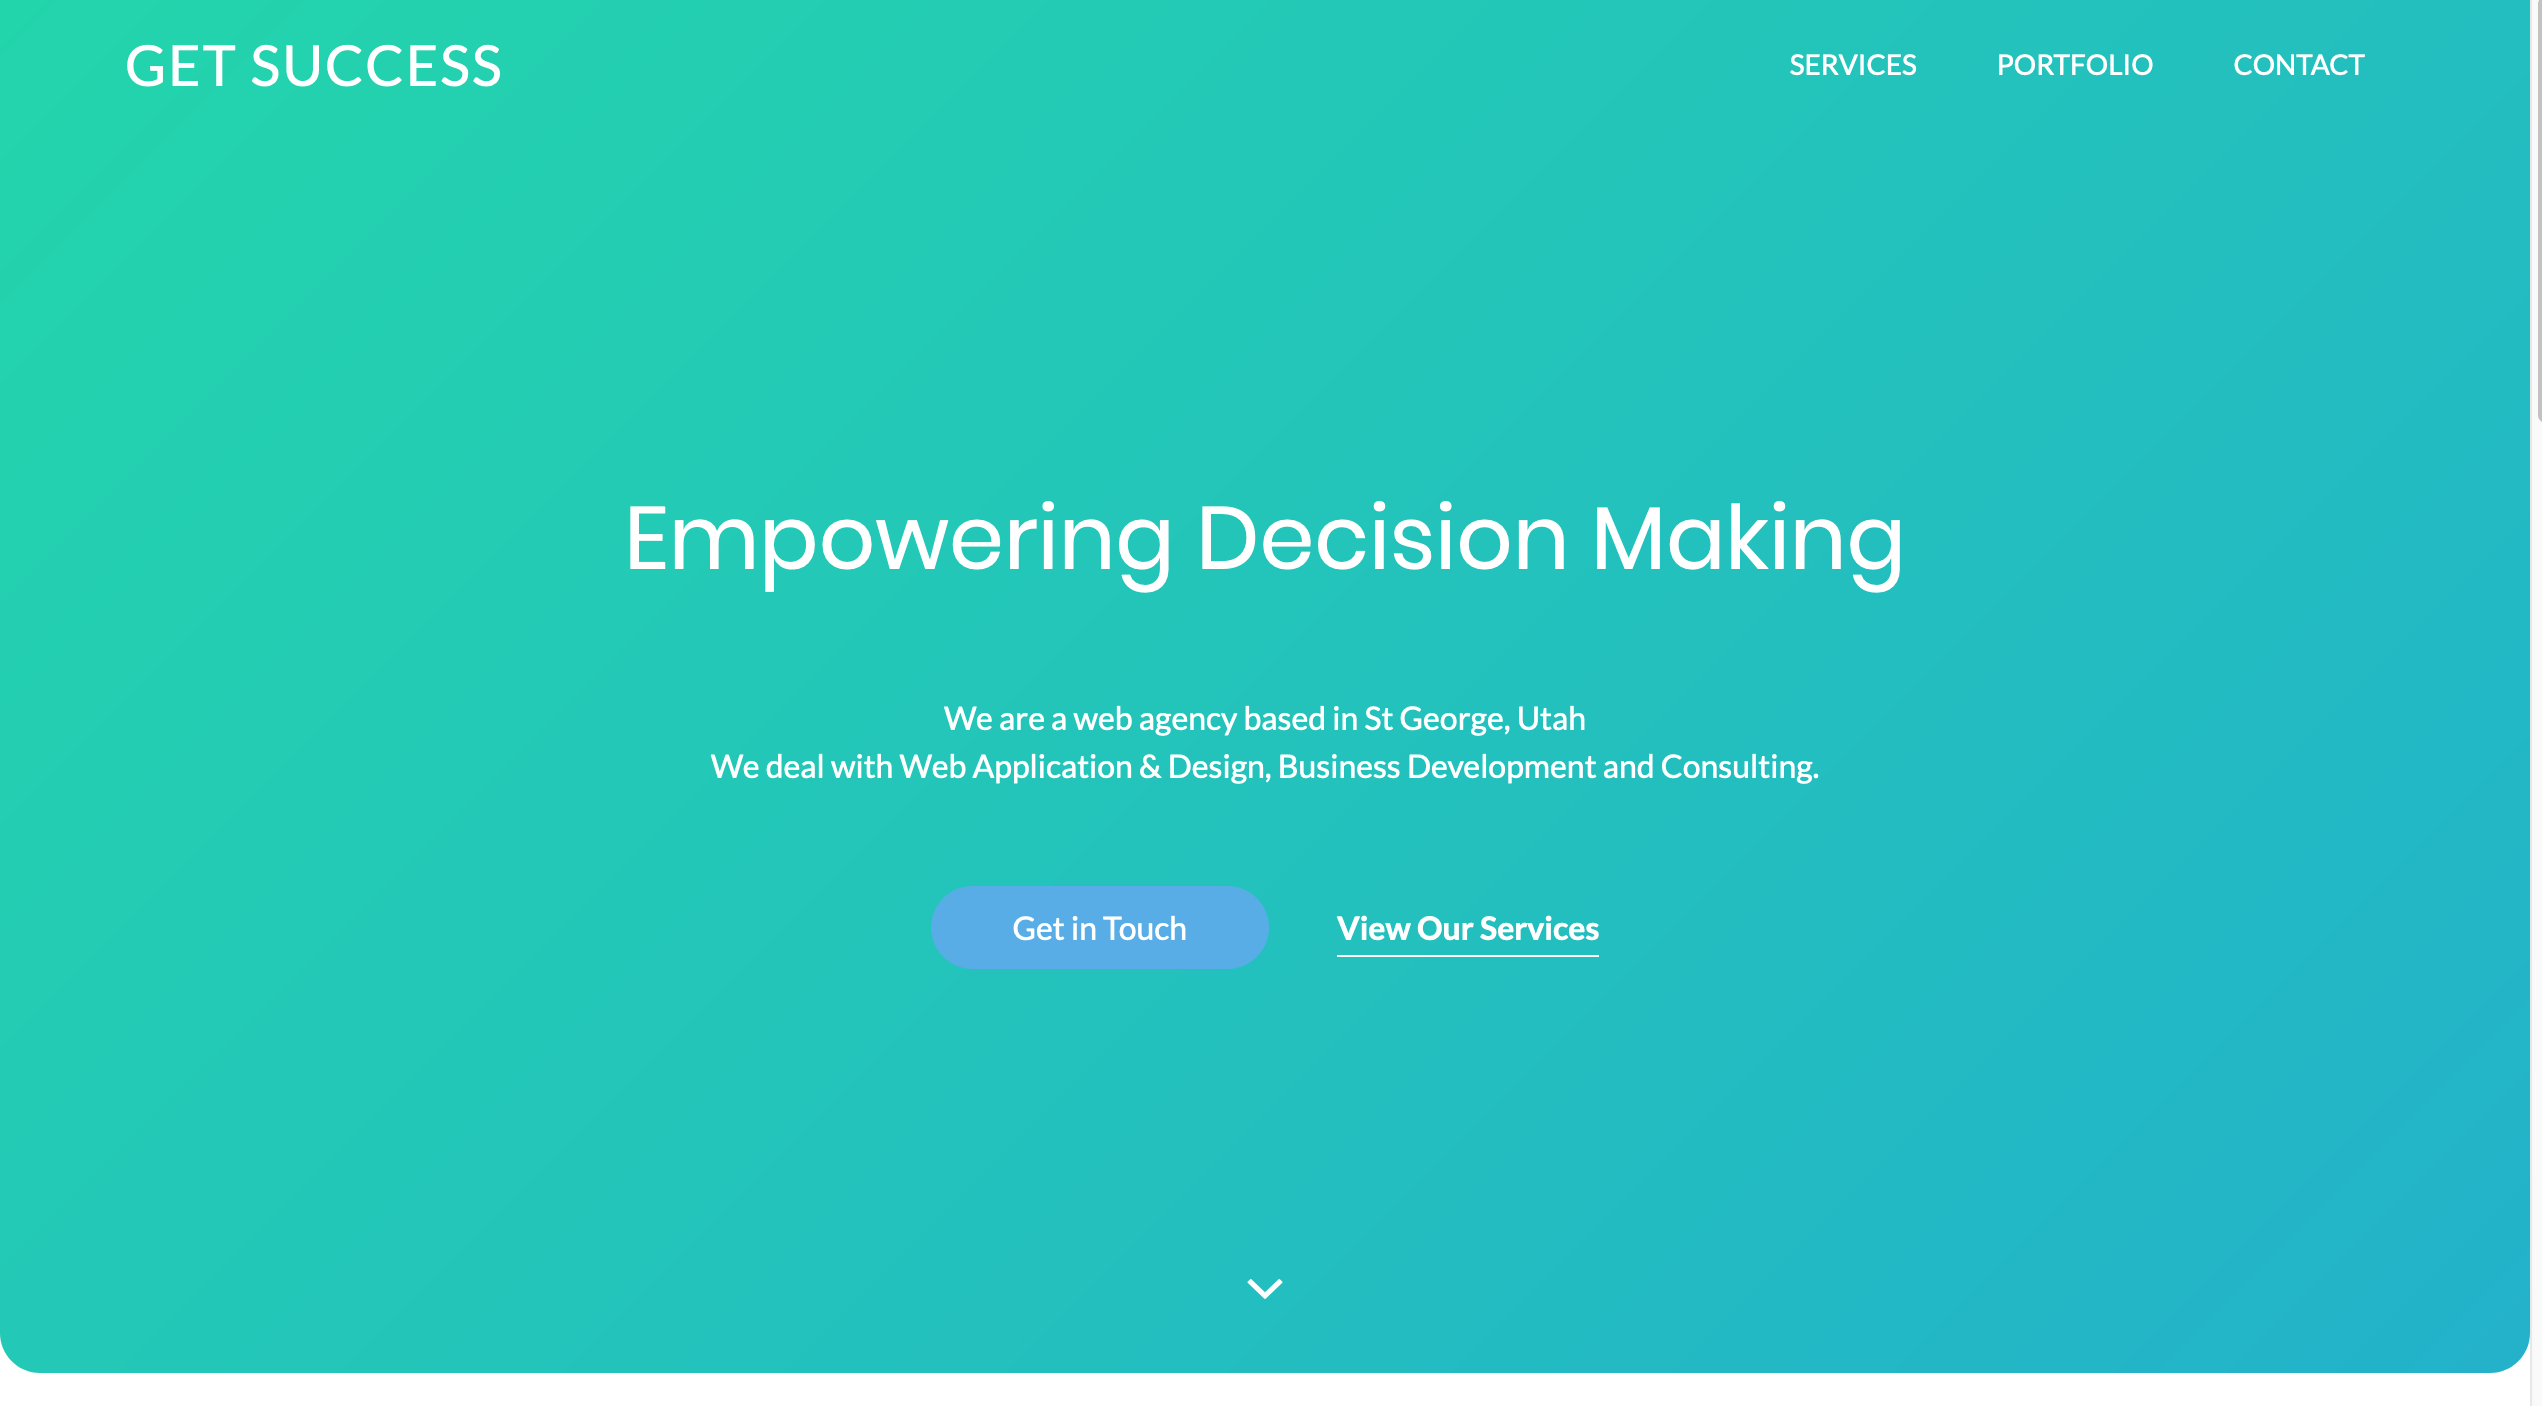 GET SUCCESS
SERVICES
PORTFOLIO
CONTACT
Empowering Decision Making
We are a web agency based in St George, Utah
We deal with Web Application & Design, Business Development and Consulting.
Get in Touch
View Our Services